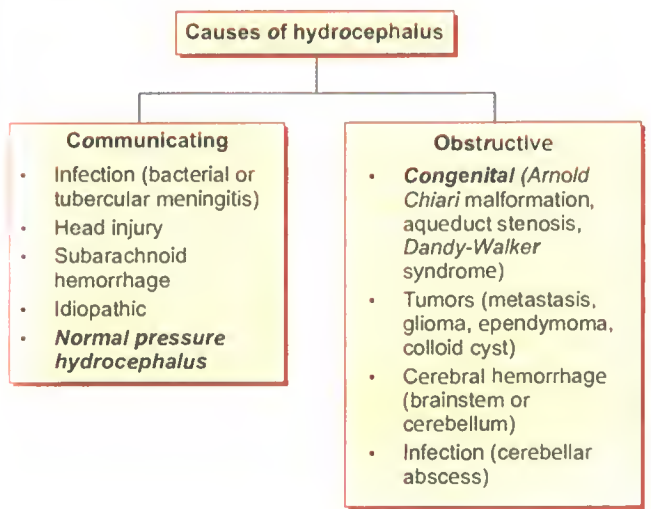 Causes of hydrocephalus
Communicating
• Infection (bacterial or
tubercular meningitis)
• Head injury
• Subarachnoid
hemorrhage
• Idiopathic
• Normal pressure
hydrocephalus
Obstructive
• Congenital (Arnold
Chiari malformation,
aqueduct stenosis,
Dandy-Walker
syndrome)
• Tumors (metastasis,
glioma, ependymoma,
colloid cyst)
• Cerebral hemorrhage
(brainstem or
cerebellum)
• Infection (cerebellar
abscess)